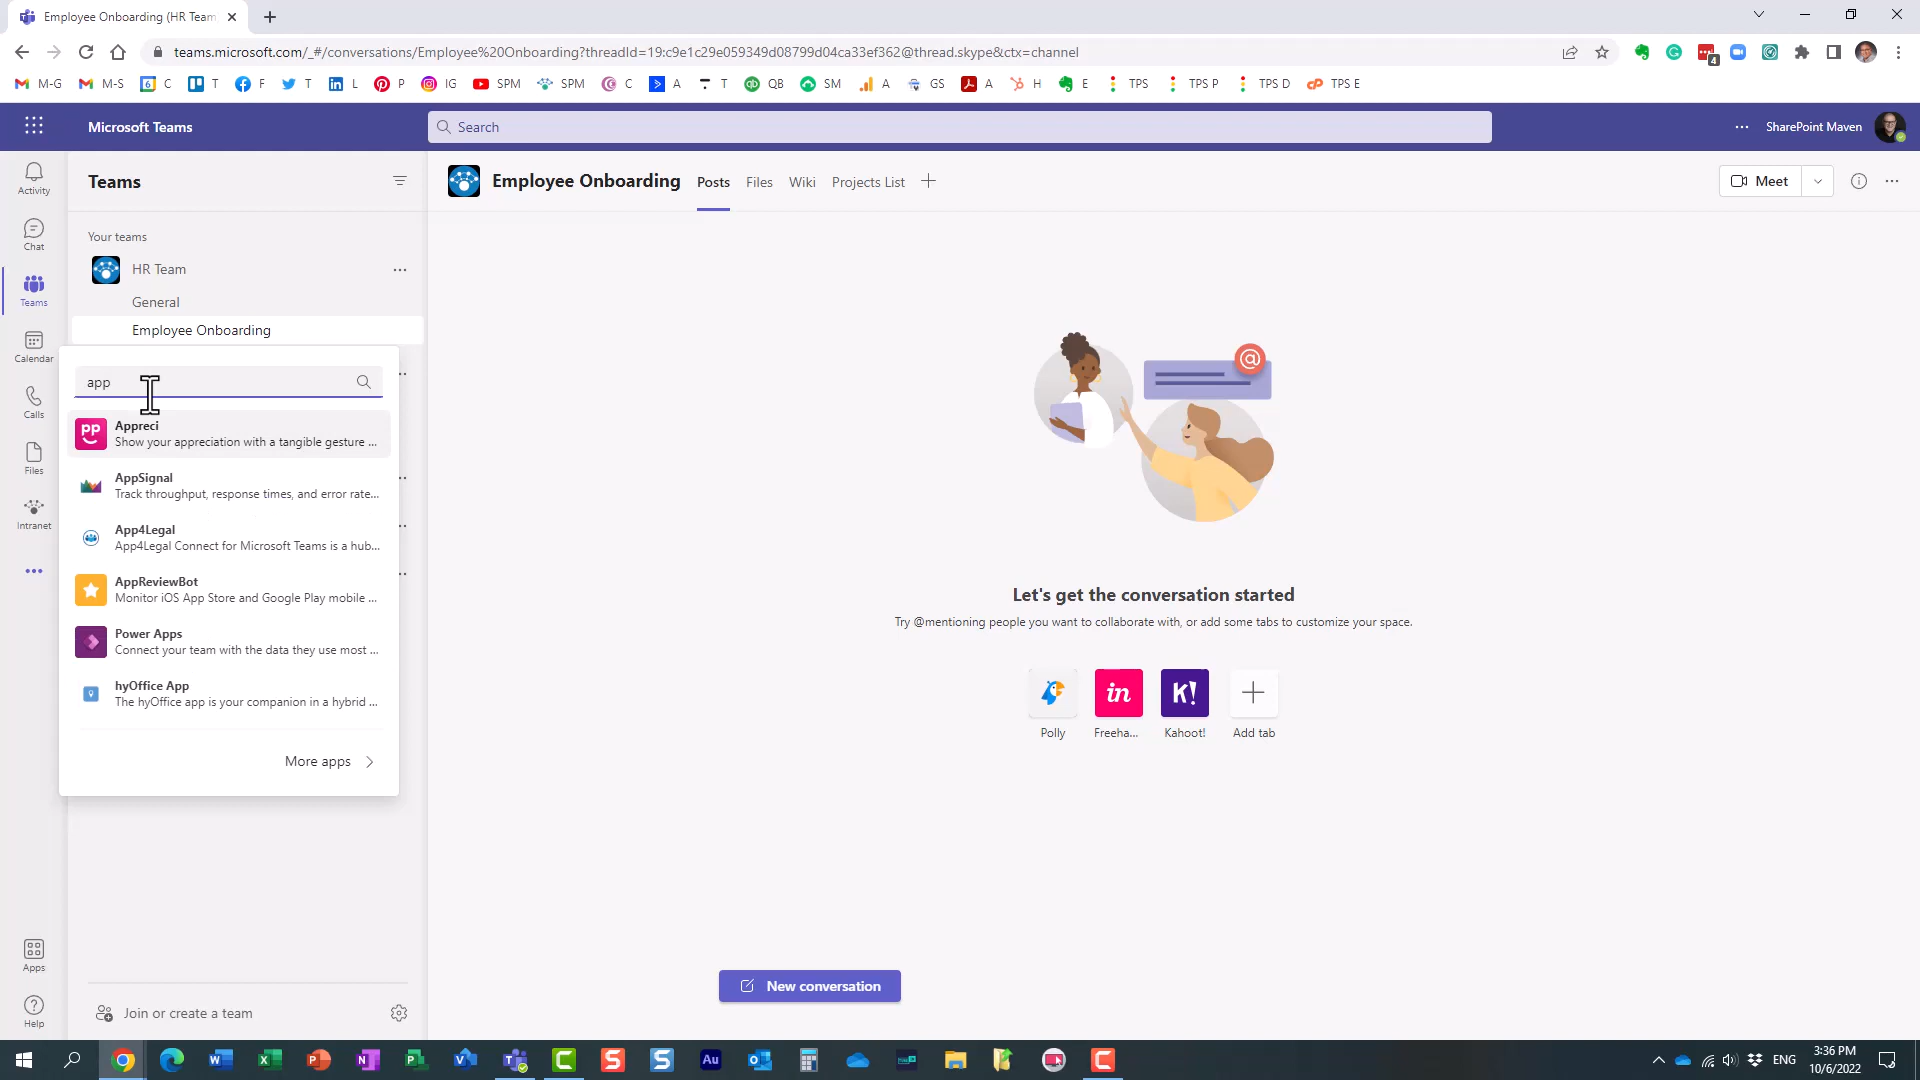 Employee Onboarding (HR Team
teams.microsoft.com/_#/conversations/Employee%20Onboarding?threadId=19:c9e1c29e059349d08799d04ca33ef362@thread.skype&ctx=channel
4
M-G M-S C T F T L P IG SPM SPM C A T QB SM A GS A H E TPS TPS P TPS D TPS E
Microsoft Teams
Search
SharePoint Maven
Activity
Chat
Teams
Calendar
Calls
Files
Intranet
Apps
Help
Teams
Your teams
HR Team
General
Employee Onboarding
app
Appreci
Show your appreciation with a tangible gesture ...
AppSignal
Track throughput, response times, and error rate...
App4Legal
App4Legal Connect for Microsoft Teams is a hub...
AppReviewBot
Monitor iOS App Store and Google Play mobile ...
Power Apps
Connect your team with the data they use most ...
hyOffice App
The hyOffice app is your companion in a hybrid ...
More apps
Join or create a team
Employee Onboarding Posts Files Wiki Projects List
Meet
Let's get the conversation started
Try @mentioning people you want to collaborate with, or add some tabs to customize your space.
Polly
Freeha...
Kahoot!
Add tab
New conversation
ENG
3:36 PM
10/6/2022